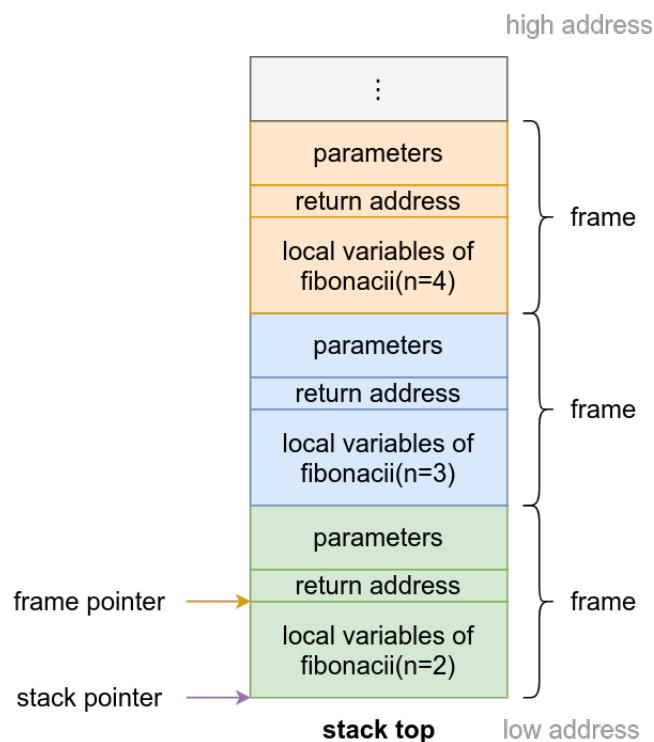 high address
⋮
parameters
return address
frame
local variables of
fibonacii(n=4)
parameters
return address
frame
local variables of
fibonacii(n=3)
parameters
return address
frame pointer
frame
local variables of
fibonacii(n=2)
stack pointer
stack top
low address